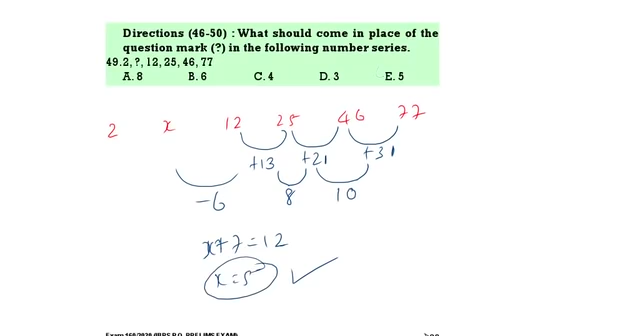 Directions (46-50) : What should come in place of the
question mark (?) in the following number series.
49. 2, ?, 12, 25, 46, 77
A. 8 B. 6 C. 4 D. 3 E. 5
2 x 12 25 46 77
+13 +21 +31
-6 8 10
x+7=12
x=5